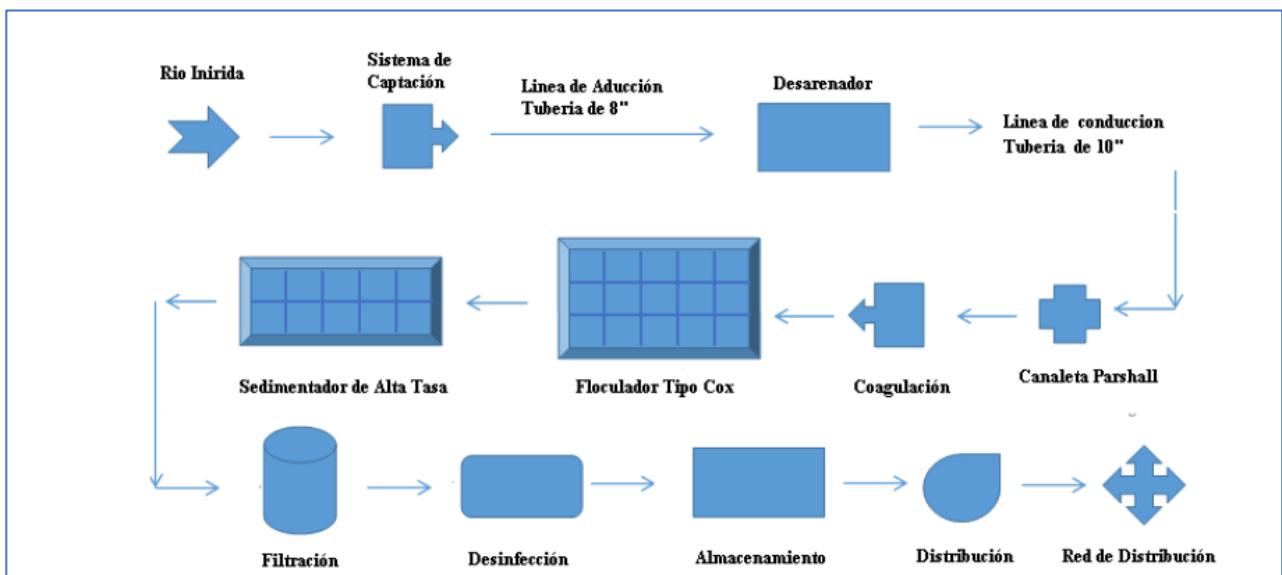 Rio Inirida
Sistema de
Captación
Linea de Aducción
Tuberia de 8"
Desarenador
Linea de conduccion
Tuberia de 10"
Sedimentador de Alta Tasa
Floculador Tipo Cox
Coagulación
Canaleta Parshall
Filtración
Desinfección
Almacenamiento
Distribución
Red de Distribución